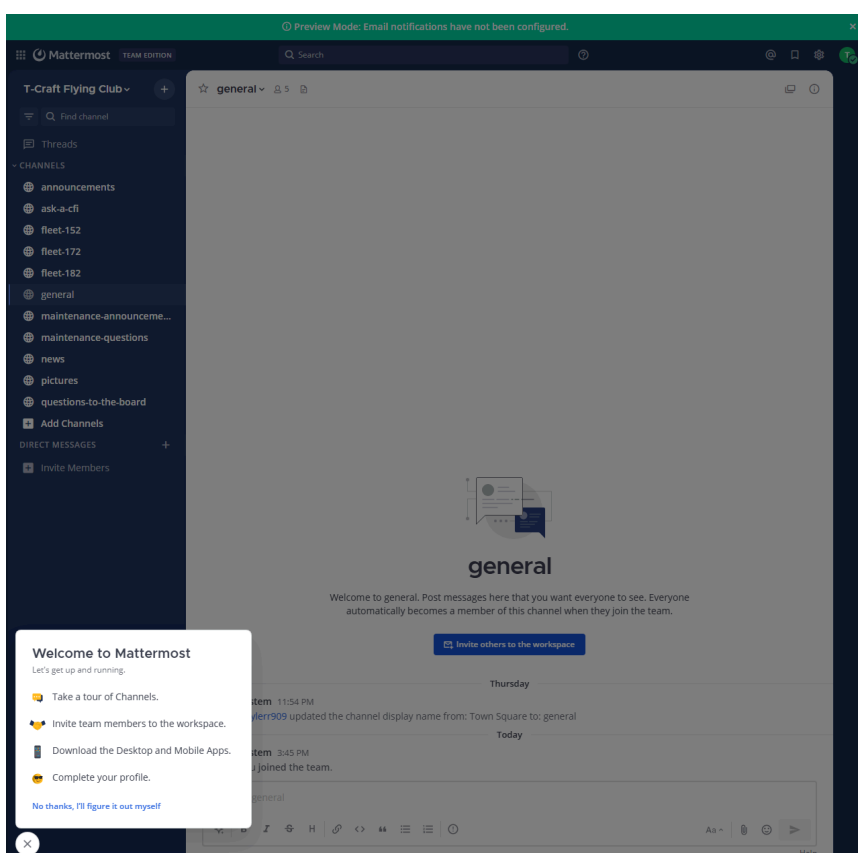 Preview Mode: Email notifications have not been configured.
Mattermost TEAM EDITION
Search
T-Craft Flying Club
general 5
Find channel
Threads
CHANNELS
announcements
ask-a-cfi
fleet-152
fleet-172
fleet-182
general
maintenance-announceme...
maintenance-questions
news
pictures
questions-to-the-board
Add Channels
DIRECT MESSAGES
Invite Members
general
Welcome to general. Post messages here that you want everyone to see. Everyone
automatically becomes a member of this channel when they join the team.
Invite others to the workspace
Thursday
11:54 PM
updated the channel display name from: Town Square to: general
Today
3:45 PM
joined the team.
general
Aa
Welcome to Mattermost
Let's get up and running.
Take a tour of Channels.
Invite team members to the workspace.
Download the Desktop and Mobile Apps.
Complete your profile.
No thanks, I'll figure it out myself